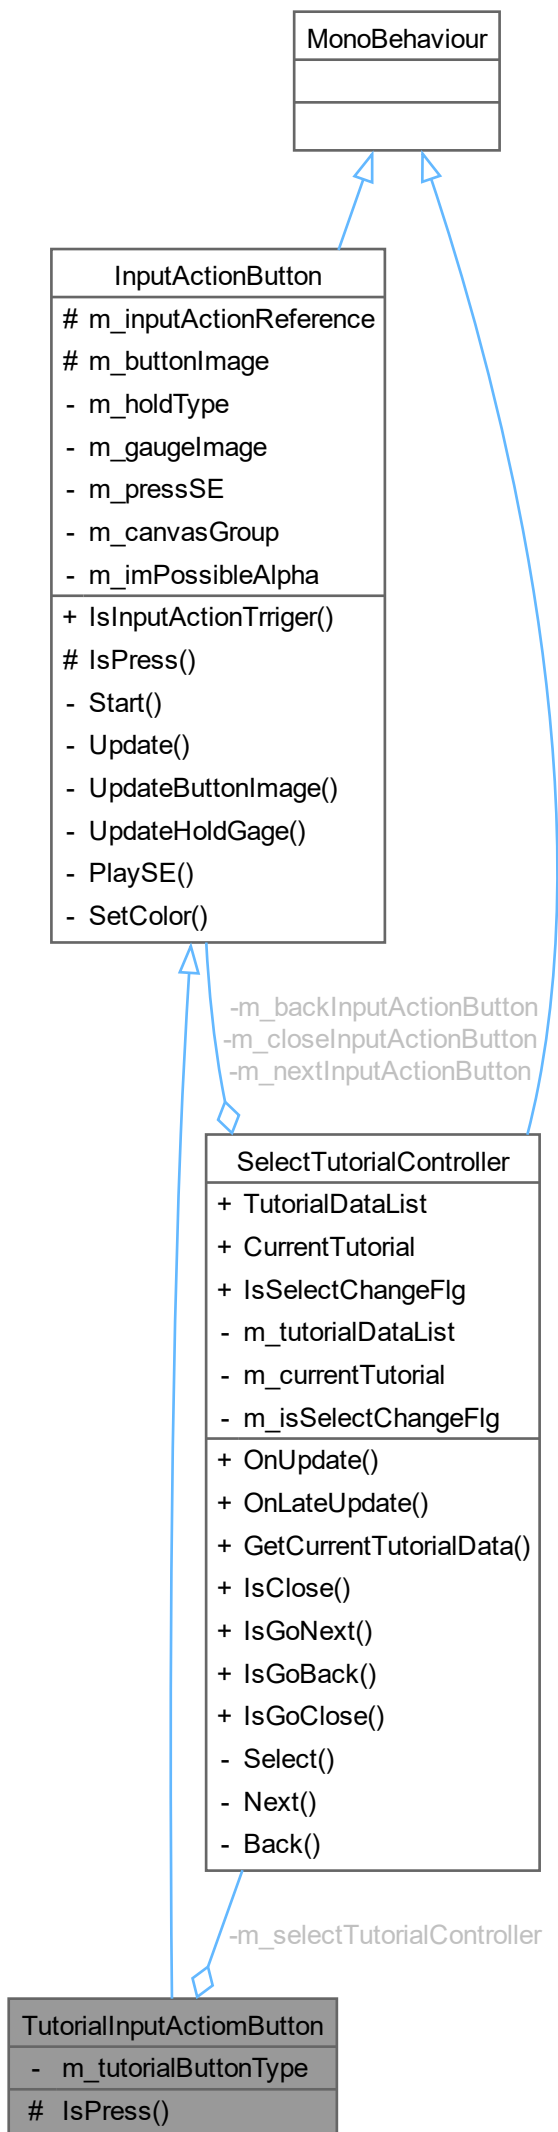 MonoBehaviour
InputActionButton
# m_inputActionReference
# m_buttonImage
- m_holdType
- m_gaugeImage
- m_pressSE
- m_canvasGroup
- m_imPossibleAlpha
+ IsInputActionTrriger()
# IsPress()
- Start()
- Update()
- UpdateButtonImage()
- UpdateHoldGage()
- PlaySE()
- SetColor()
-m_backInputActionButton
-m_closeInputActionButton
-m_nextInputActionButton
SelectTutorialController
+ TutorialDataList
+ CurrentTutorial
+ IsSelectChangeFlg
- m_tutorialDataList
- m_currentTutorial
- m_isSelectChangeFlg
+ OnUpdate()
+ OnLateUpdate()
+ GetCurrentTutorialData()
+ IsClose()
+ IsGoNext()
+ IsGoBack()
+ IsGoClose()
- Select()
- Next()
- Back()
-m_selectTutorialController
TutorialInputActiomButton
- m_tutorialButtonType
# IsPress()